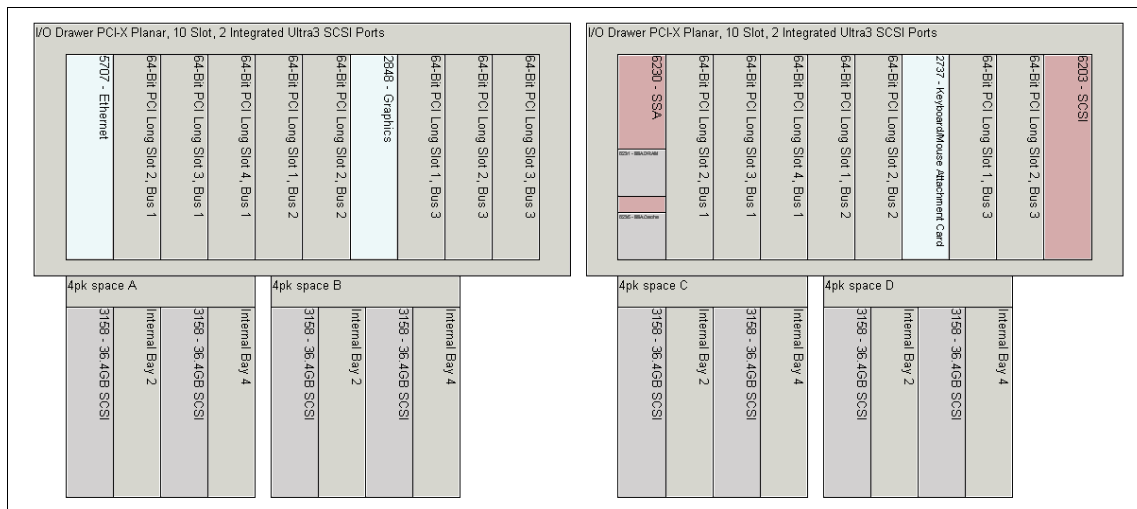 I/O Drawer PCI-X Planar, 10 Slot, 2 Integrated Ultra3 SCSI Ports
5707 - Ethernet
64-Bit PCI Long Slot 2, Bus 1
64-Bit PCI Long Slot 3, Bus 1
64-Bit PCI Long Slot 4, Bus 1
64-Bit PCI Long Slot 1, Bus 2
64-Bit PCI Long Slot 2, Bus 2
2848 - Graphics
64-Bit PCI Long Slot 1, Bus 3
64-Bit PCI Long Slot 2, Bus 3
64-Bit PCI Long Slot 3, Bus 3
4pk space A
3158 - 36.4GB SCSI
Internal Bay 2
3158 - 36.4GB SCSI
Internal Bay 4
4pk space B
3158 - 36.4GB SCSI
Internal Bay 2
3158 - 36.4GB SCSI
Internal Bay 4
I/O Drawer PCI-X Planar, 10 Slot, 2 Integrated Ultra3 SCSI Ports
6230 - SSA
64-Bit PCI Long Slot 2, Bus 1
64-Bit PCI Long Slot 3, Bus 1
64-Bit PCI Long Slot 4, Bus 1
64-Bit PCI Long Slot 1, Bus 2
64-Bit PCI Long Slot 2, Bus 2
2737 - Keyboard/Mouse Attachment Card
64-Bit PCI Long Slot 1, Bus 3
64-Bit PCI Long Slot 2, Bus 3
6203 - SCSI
4pk space C
3158 - 36.4GB SCSI
Internal Bay 2
3158 - 36.4GB SCSI
Internal Bay 4
4pk space D
3158 - 36.4GB SCSI
Internal Bay 2
3158 - 36.4GB SCSI
Internal Bay 4